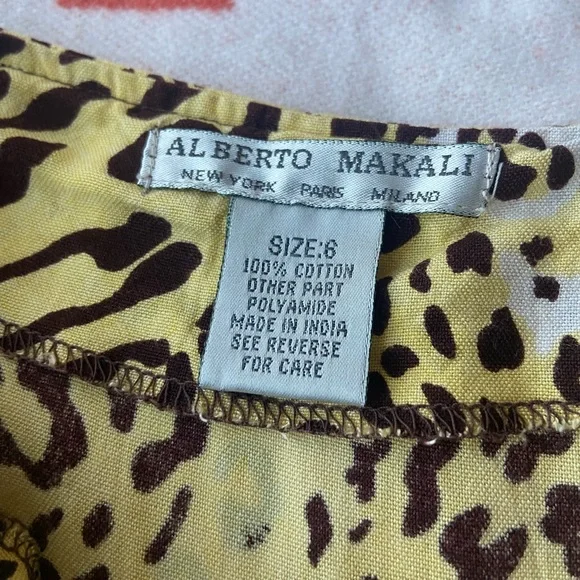 ALBERTO MAKALI
NEW YORK PARIS MILANO
SIZE:6
100% COTTON
OTHER PART
POLYAMIDE
MADE IN INDIA
SEE REVERSE
FOR CARE